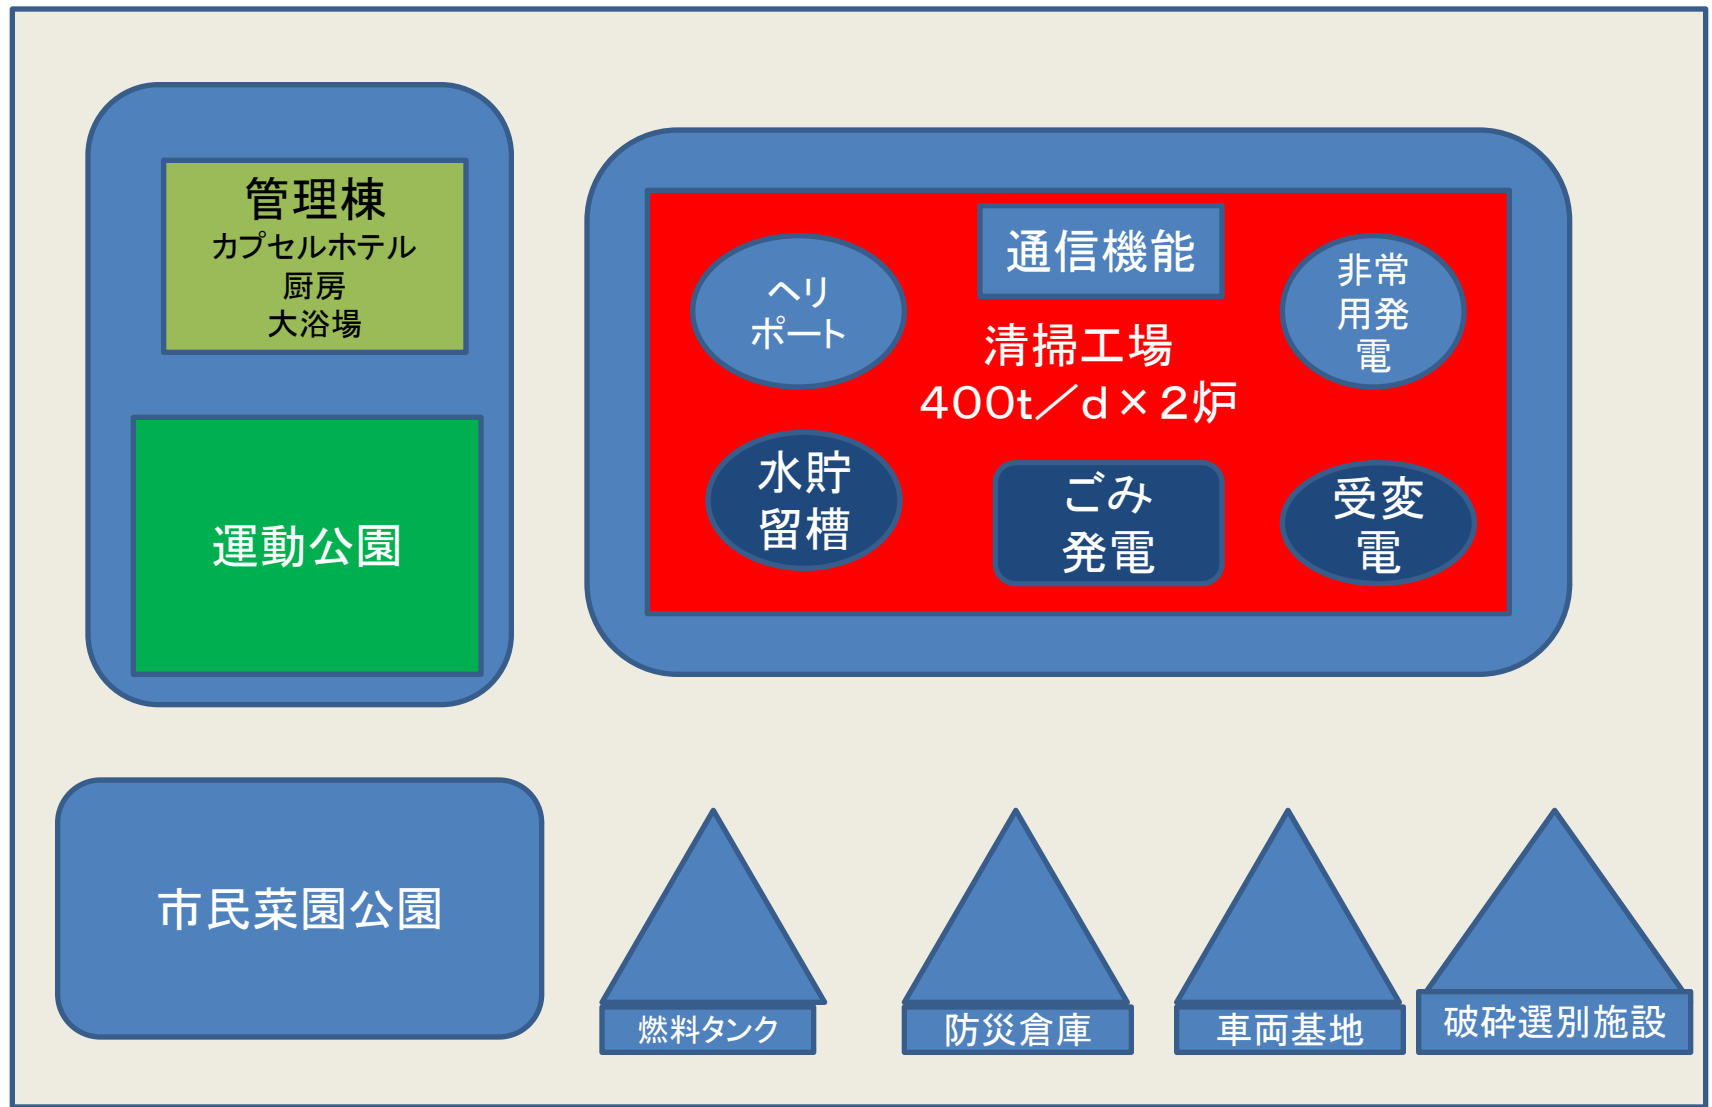 管理棟
カプセルホテル
厨房
大浴場
運動公園
通信機能
ヘリ
ポート
非常
用発
電
清掃工場
400t／d×2炉
水貯
留槽
ごみ
発電
受変
電
市民菜園公園
燃料タンク
防災倉庫
車両基地
破砕選別施設